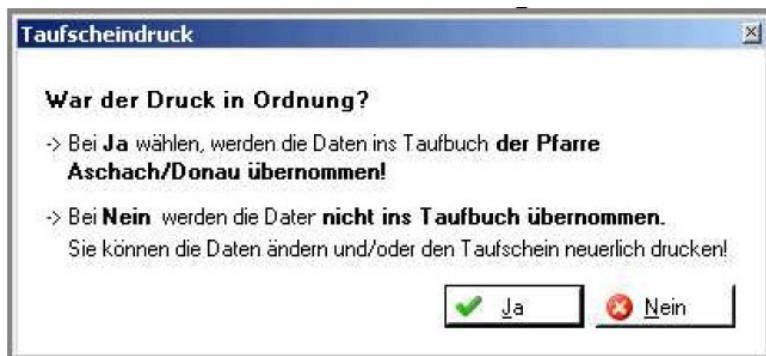 Taufscheindruck
War der Druck in Ordnung?
-> Bei Ja wählen, werden die Daten ins Taufbuch der Pfarre
Aschach/Donau übernommen!
-> Bei Nein werden die Dater nicht ins Taufbuch übernommen.
Sie können die Daten ändern und/oder den Taufschein neuerlich drucken!
Ja Nein